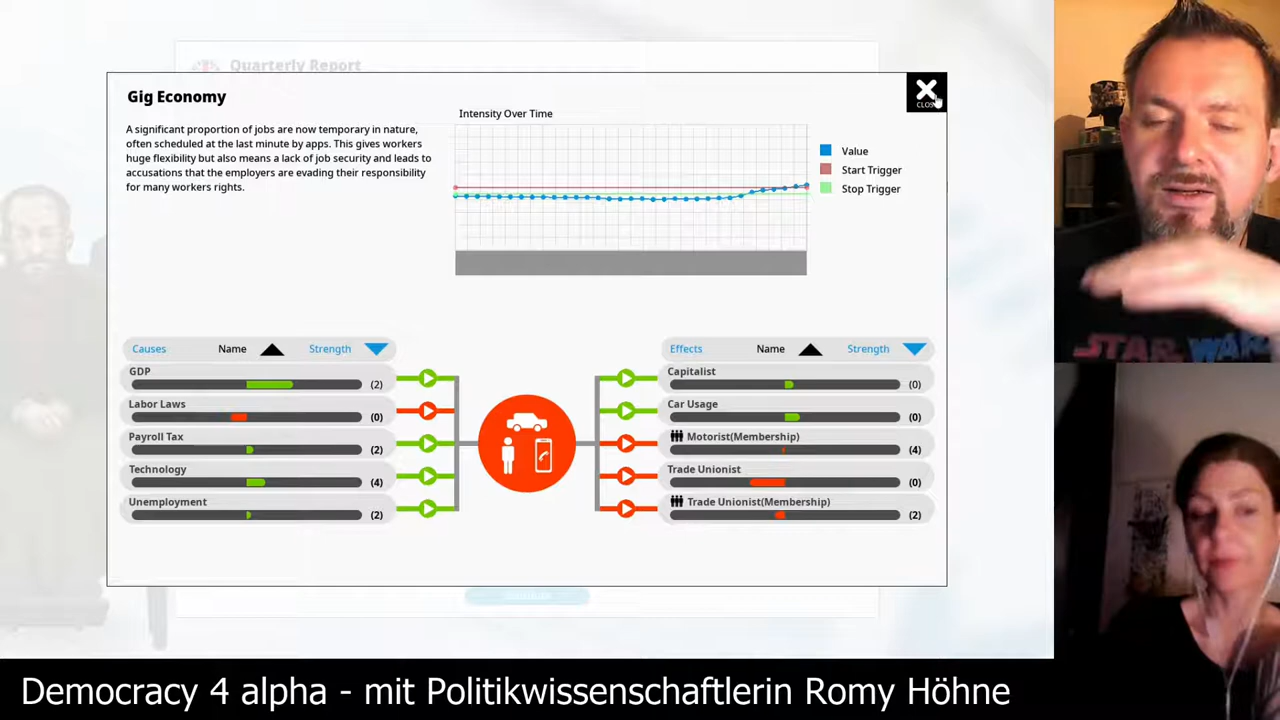 Quarterly Report
Gig Economy
CLOSE
Intensity Over Time
A significant proportion of jobs are now temporary in nature,
often scheduled at the last minute by apps. This gives workers
huge flexibility but also means a lack of job security and leads to
accusations that the employers are evading their responsibility
for many workers rights.
Value
Start Trigger
Stop Trigger
Causes Name Strength
GDP
(2)
Labor Laws
(0)
Payroll Tax
(2)
Technology
(4)
Unemployment
(2)
Effects Name Strength
Capitalist
(0)
Car Usage
(0)
Motorist(Membership)
(4)
Trade Unionist
(0)
Trade Unionist(Membership)
(2)
STAR WARS
Democracy 4 alpha - mit Politikwissenschaftlerin Romy Höhne